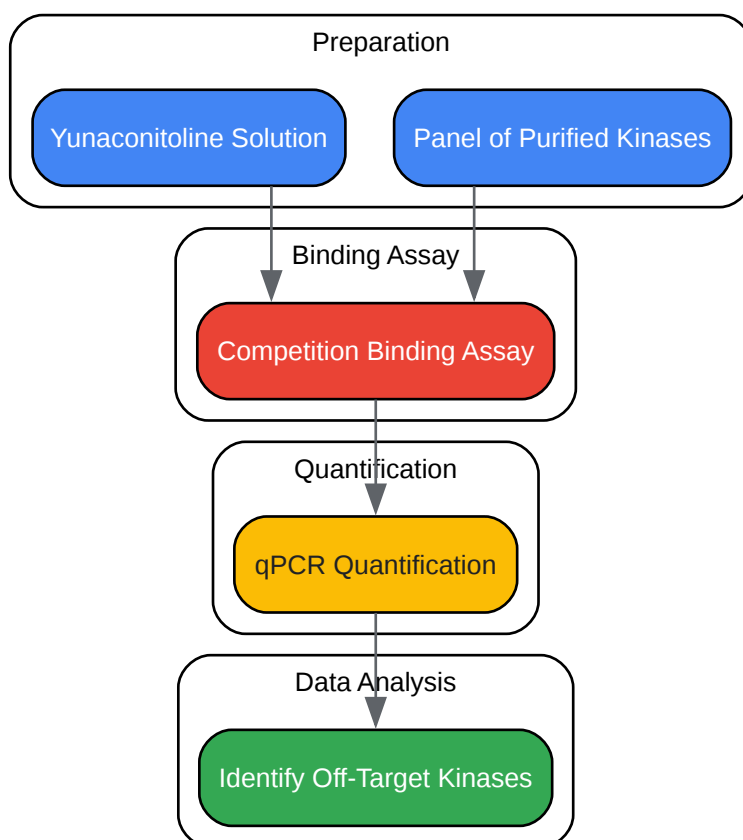 Preparation
Yunaconitoline Solution
Panel of Purified Kinases
Binding Assay
Competition Binding Assay
Quantification
qPCR Quantification
Data Analysis
Identify Off-Target Kinases